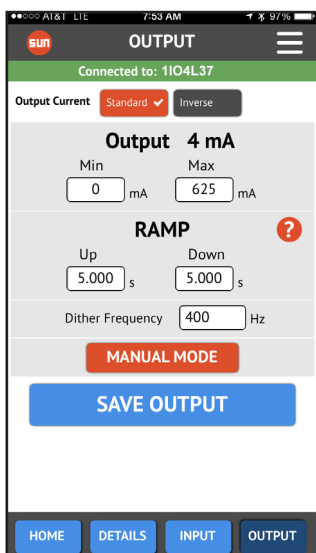 ●●○○○ AT&T LTE 7:53 AM 97%
sun OUTPUT
Connected to: 1IO4L37
Output Current Standard ✔ Inverse
Output 4 mA
Min Max
0 mA 625 mA
RAMP ?
Up Down
5.000 s 5.000 s
Dither Frequency 400 Hz
MANUAL MODE
SAVE OUTPUT
HOME DETAILS INPUT OUTPUT